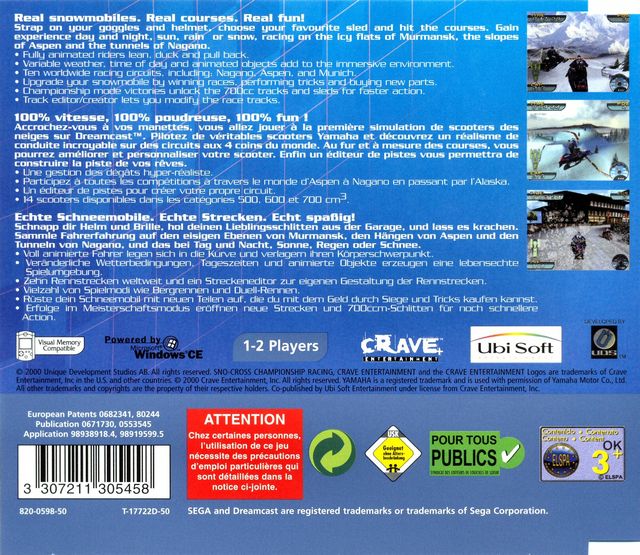 Real snowmobiles. Real courses. Real fun!
Strap on your goggles and helmet, choose your favourite sled and hit the courses. Gain
experience day and night, sun, rain or snow, racing on the icy flats of Murmansk, the slopes
of Aspen and the tunnels of Nagano.
• Fully animated riders lean, duck and pull back.
• Variable weather, time of day and animated objects add to the immersive environment.
• Ten worldwide racing circuits, including, Nagano, Aspen, and Munich.
• Upgrade your snowmobile by winning races, performing tricks and buying new parts.
• Championship mode victories unlock the 700cc tracks and sleds for faster action.
• Track editor/creator lets you modify the race tracks.
100% vitesse, 100% poudreuse, 100% fun !
Accrochez-vous à vos manettes, vous allez jouer à la première simulation de scooters des
neiges sur Dreamcast™. Pilotez de véritables scooters Yamaha et découvrez un réalisme de
conduite incroyable sur des circuits aux 4 coins du monde. Au fur et à mesure des courses, vous
pourrez améliorer et personnaliser votre scooter. Enfin un éditeur de pistes vous permettra de
construire la piste de vos rêves.
• Une gestion des dégâts hyper-réaliste.
• Participez à toutes les compétitions à travers le monde d'Aspen à Nagano en passant par l'Alaska.
• Un éditeur de pistes pour créer votre propre circuit.
• 14 scooters disponibles dans les catégories 500, 600 et 700 cm³.
Echte Schneemobile. Echte Strecken. Echt spaßig!
Schnapp dir Helm und Brille, hol deinen Lieblingsschlitten aus der Garage, und lass es krachen.
Sammle Fahrerfahrung auf den eisigen Ebenen von Murmansk, den Hängen von Aspen und den
Tunneln von Nagano, und das bei Tag und Nacht, Sonne, Regen oder Schnee.
• Voll animierte Fahrer legen sich in die Kurve und verlagern ihren Körperschwerpunkt.
• Veränderliche Wetterbedingungen, Tageszeiten und animierte Objekte erzeugen eine lebensechte
Spielumgebung.
• Zehn Rennstrecken weltweit und ein Streckeneditor zur eigenen Gestaltung der Rennstrecken.
• Vielzahl von Spielmodi wie Bergrennen und Duell-Rennen.
• Rüste dein Schneemobil mit neuen Teilen auf, die du mit dem Geld durch Siege und Tricks kaufen kannst.
• Erfolge im Meisterschaftsmodus eröffnen neue Strecken und 700ccm-Schlitten für noch schnellere
Action.
Visual Memory
Compatible
Powered by
Microsoft
Windows CE
1-2 Players
CRAVE
ENTERTAINMENT
Ubi Soft
DEVELOPED BY
UDS
© 2000 Unique Development Studios AB. All rights reserved. SNO-CROSS CHAMPIONSHIP RACING, CRAVE ENTERTAINMENT and the CRAVE ENTERTAINMENT Logos are trademarks of Crave
Entertainment, Inc in the U.S. and other countries. © 2000 Crave Entertainment, Inc. All rights reserved. YAMAHA is a registered trademark and is used with permission of Yamaha Motor Co., Ltd.
All other trademarks and copyrights are the property of their respective holders. Co-published by Ubi Soft Entertainment under license from Crave Entertainment, Inc.
European Patents 0682341, 80244
Publication 0671730, 0553545
Application 98938918.4, 98919599.5
3 307211 305458
820-0598-50
T-17722D-50
ATTENTION
Chez certaines personnes,
l'utilisation de ce jeu
nécessite des précautions
d'emploi particulières qui
sont détaillées dans la
notice ci-jointe.
USK
Geeignet
ohne Alters-
beschränkung
POUR TOUS
PUBLICS
SYNDICAT DES EDITEURS DE LOGICIELS DE LOISIRS
Contenido • Contenuto
Contenu • Content
ELSPA
OK
3+
© ELSPA
SEGA and Dreamcast are registered trademarks or trademarks of Sega Corporation.